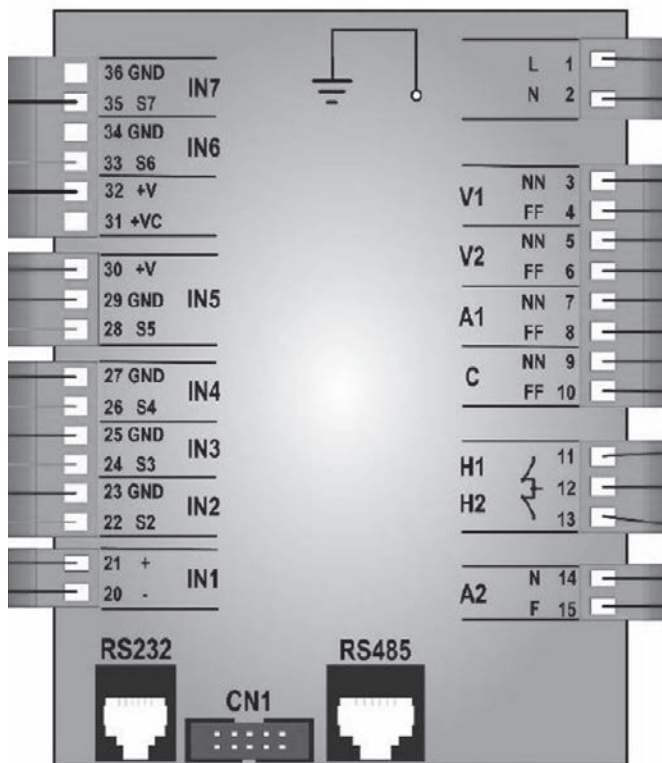 36 GND
35 S7
IN7
34 GND
33 S6
IN6
32 +V
31 +VC
30 +V
29 GND
28 S5
IN5
27 GND
26 S4
IN4
25 GND
24 S3
IN3
23 GND
22 S2
IN2
21 +
20 -
IN1
L 1
N 2
V1
NN 3
FF 4
V2
NN 5
FF 6
A1
NN 7
FF 8
C
NN 9
FF 10
H1
H2
11
12
13
A2
N 14
F 15
RS232
CN1
RS485